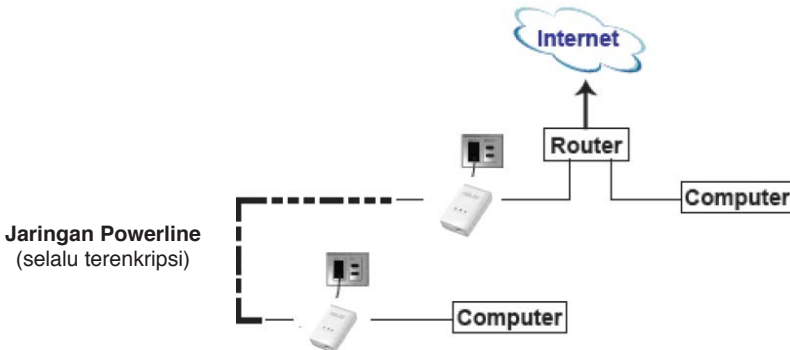 Internet
Router
Computer
Jaringan Powerline
(selalu terenkripsi)
Computer